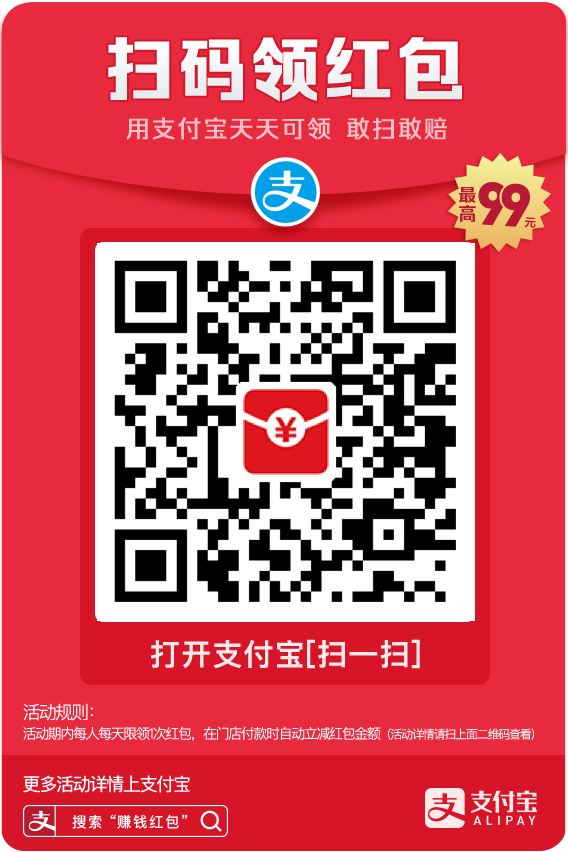 扫码领红包
用支付宝天天可领 敢扫敢赔
支
最高99元
¥
打开支付宝[扫一扫]
活动规则：
活动期内每人每天限领1次红包，在门店付款时自动立减红包金额（活动详情请扫上面二维码查看）
更多活动详情上支付宝
支 搜索“赚钱红包”
支 支付宝
ALIPAY